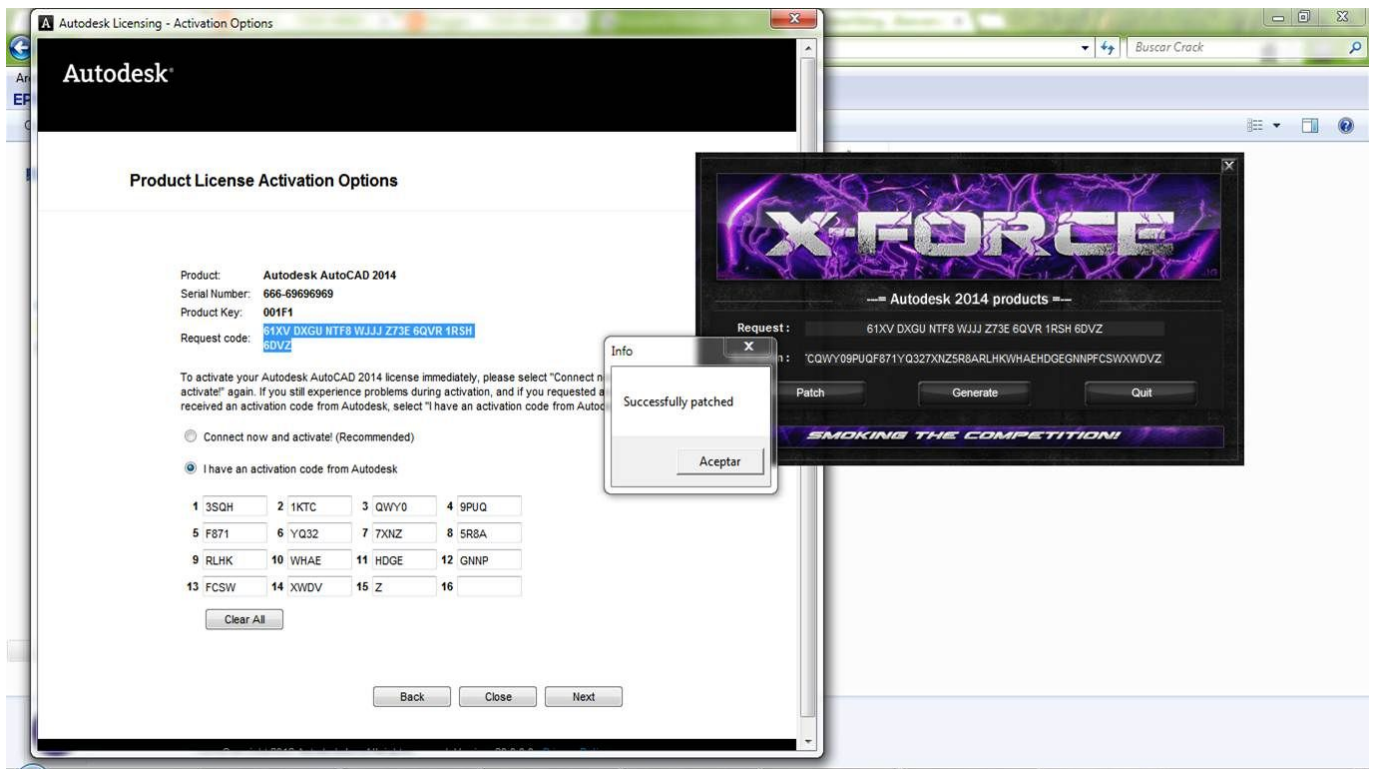 Autodesk Licensing - Activation Options
Buscar Crack
Autodesk
Product License Activation Options
Product: Autodesk AutoCAD 2014
Serial Number: 666-69696969
Product Key: 001F1
Request code: 61XV DXGU NTF8 WJJJ Z73E 6QVR 1RSH
6DVZ
To activate your Autodesk AutoCAD 2014 license immediately, please select "Connect
activate!" again. If you still experience problems during activation, and if you requested
received an activation code from Autodesk, select "I have an activation code from
Connect now and activate! (Recommended)
I have an activation code from Autodesk
1 3SQH 2 1KTC 3 QWY0 4 9PUQ
5 F871 6 YQ32 7 7XNZ 8 5R8A
9 RLHK 10 WHAE 11 HDGE 12 GNNP
13 FCSW 14 XWDV 15 Z 16
Clear All
Back Close Next
X-FORCE
---= Autodesk 2014 products =---
Request: 61XV DXGU NTF8 WJJJ Z73E 6QVR 1RSH 6DVZ
CQWY09PUQF871YQ327XNZ5R8ARLHKWHAEHDGEGNNPFCSWXWDVZ
Patch Generate Quit
SMOKING THE COMPETITION!
Info
Successfully patched
Aceptar